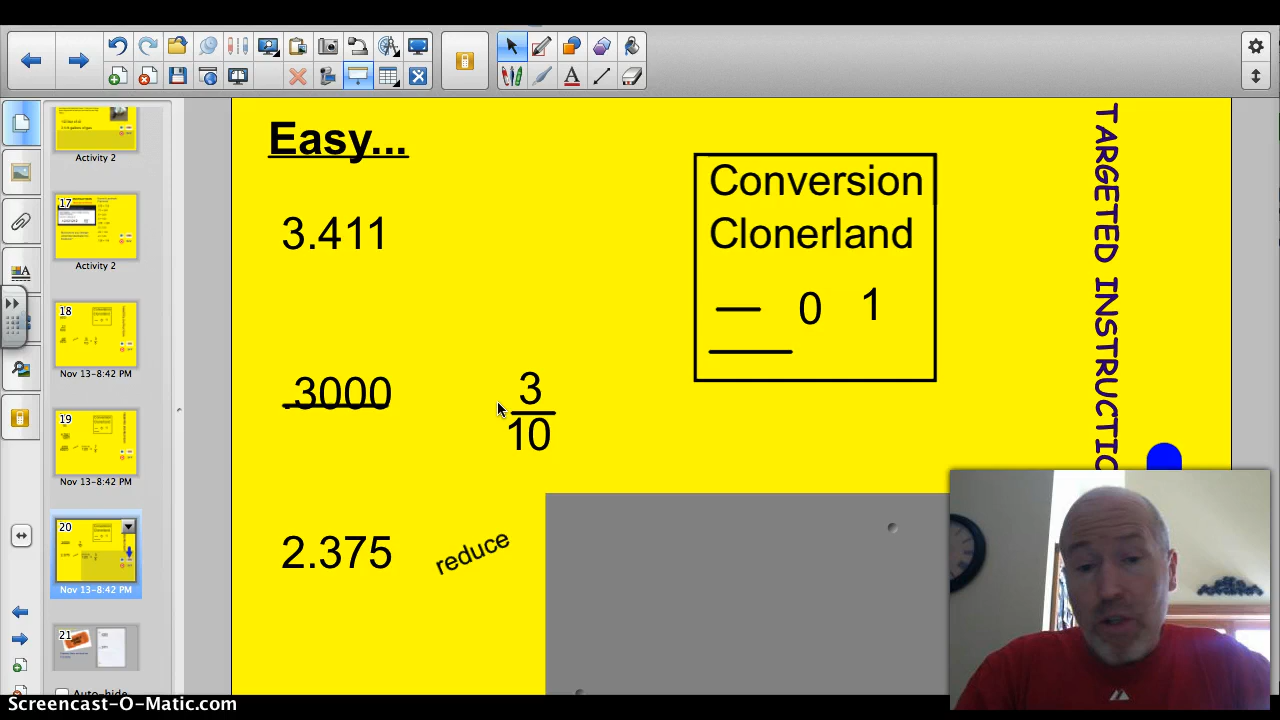 Easy...
3.411
.3000
3
10
2.375
reduce
Conversion
Clonerland
0 1
TARGETED INSTRUCTIO
Activity 2
17
Activity 2
18
Nov 13-8:42 PM
19
Nov 13-8:42 PM
20
Nov 13-8:42 PM
21
Auto-hide
Screencast-O-Matic.com